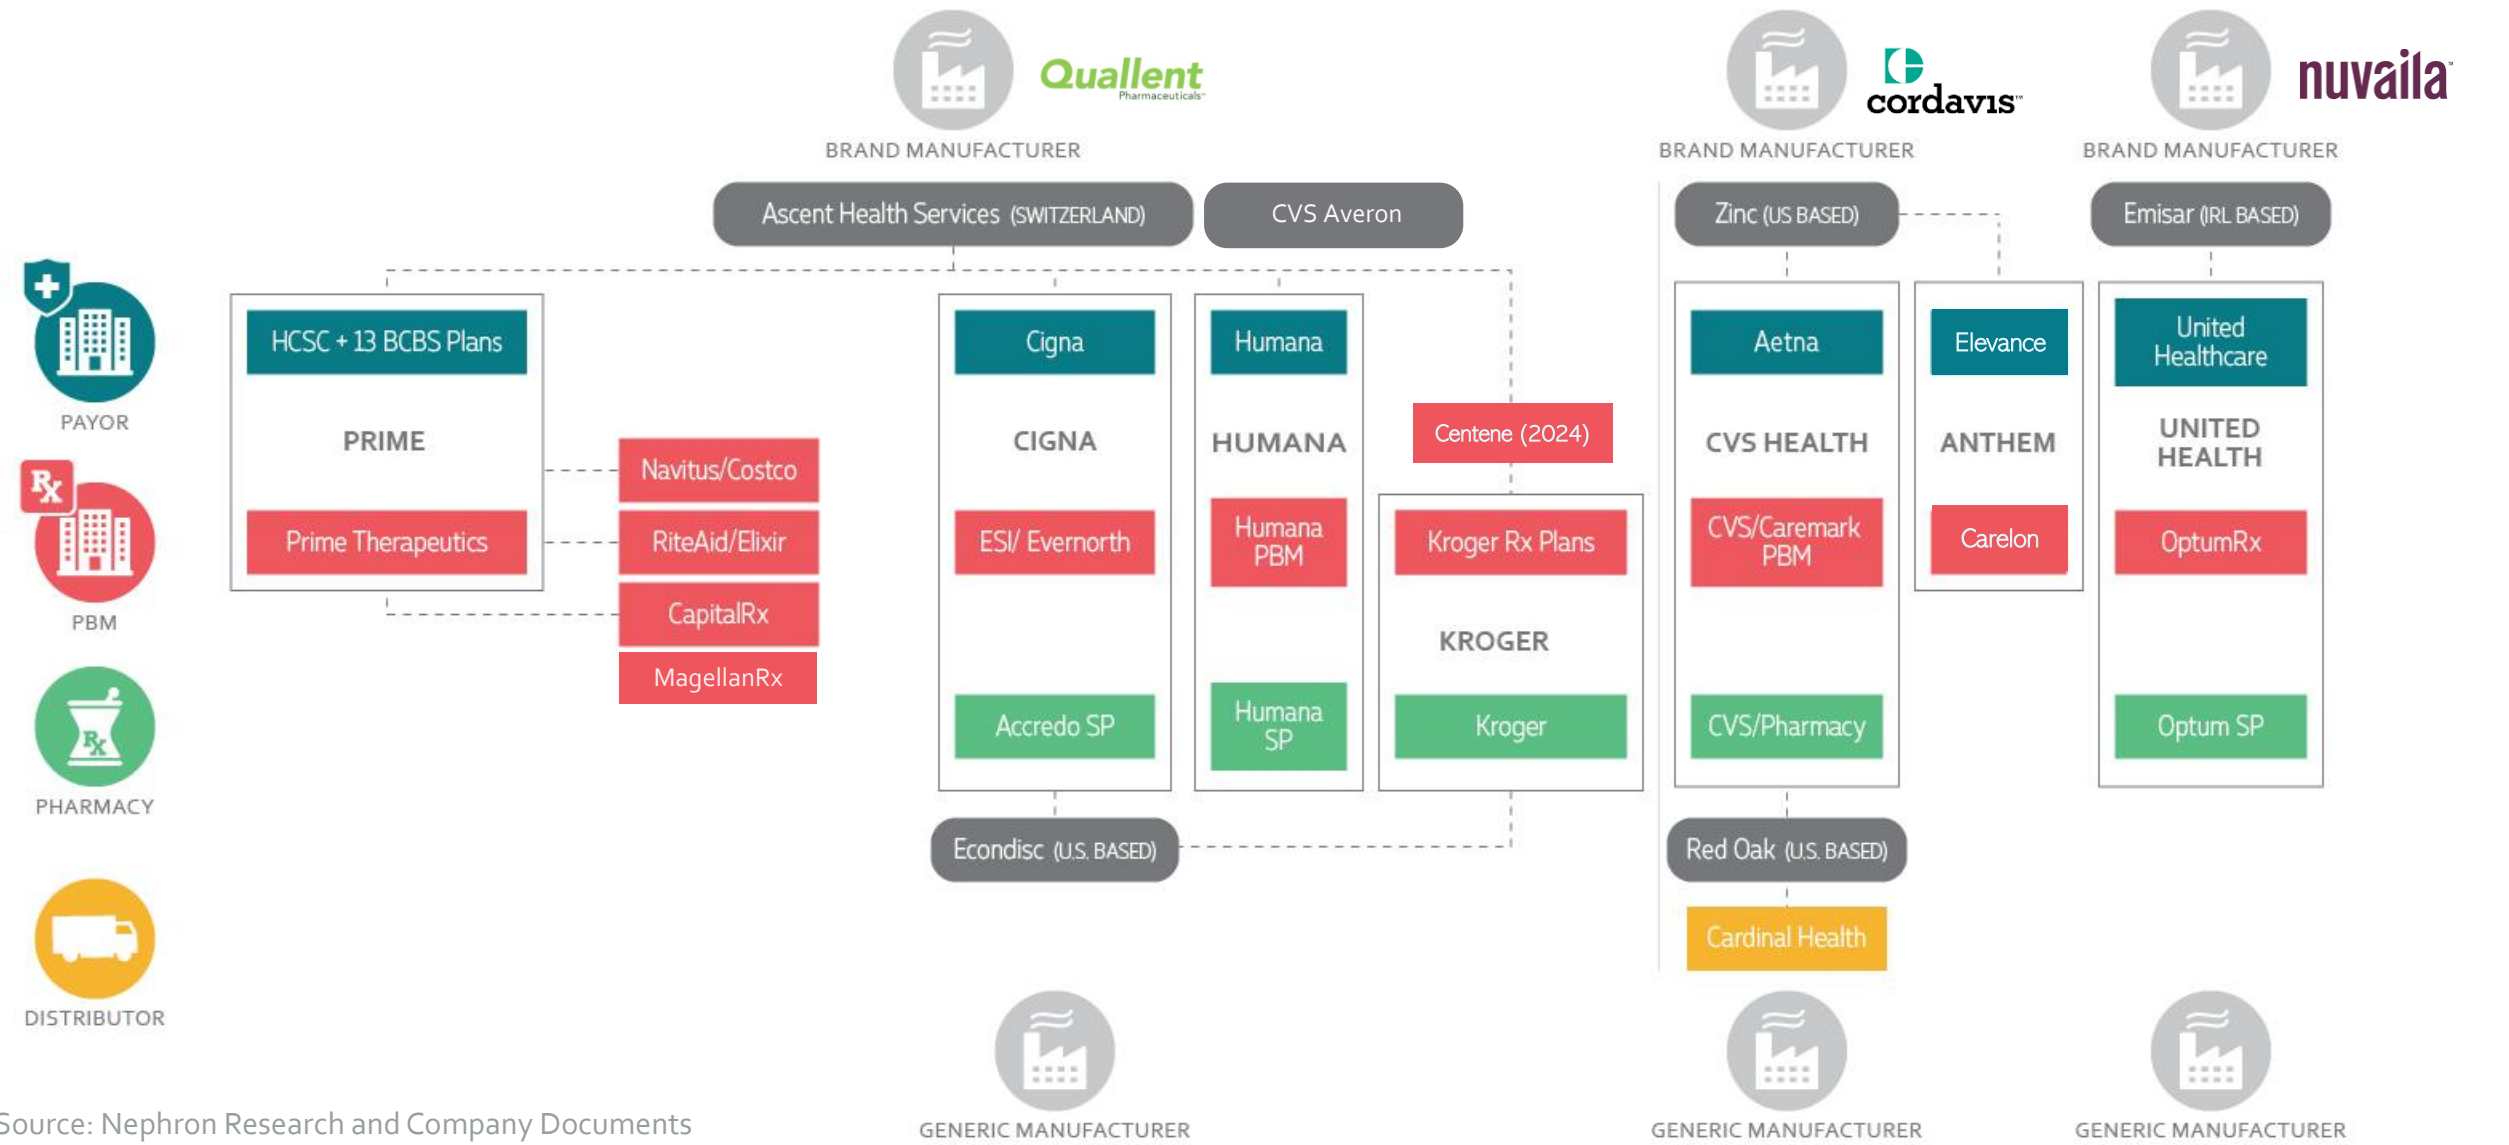 Quallent
Pharmaceuticals
cordavis™
nuvaila™
BRAND MANUFACTURER
BRAND MANUFACTURER
BRAND MANUFACTURER
Ascent Health Services (SWITZERLAND)
CVS Averon
Zinc (US BASED)
Emisar (IRL BASED)
PAYOR
HCSC + 13 BCBS Plans
Cigna
Humana
Aetna
Elevance
United
Healthcare
PRIME
CIGNA
HUMANA
Centene (2024)
CVS HEALTH
ANTHEM
UNITED
HEALTH
Rx
PBM
Navitus/Costco
Prime Therapeutics
RiteAid/Elixir
ESI/ Evernorth
Humana
PBM
Kroger Rx Plans
CVS/Caremark
PBM
Carelon
OptumRx
CapitalRx
MagellanRx
KROGER
Rx
PHARMACY
Accredo SP
Humana
SP
Kroger
CVS/Pharmacy
Optum SP
Econdisc (U.S. BASED)
Red Oak (U.S. BASED)
DISTRIBUTOR
Cardinal Health
Source: Nephron Research and Company Documents
GENERIC MANUFACTURER
GENERIC MANUFACTURER
GENERIC MANUFACTURER